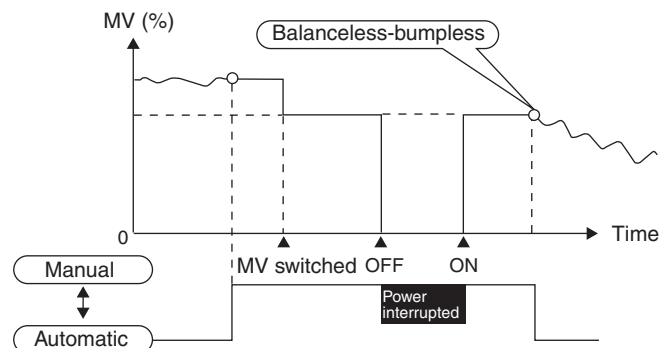 MV (%)
Balanceless-bumpless
0
Time
MV switched OFF ON
Manual
Power
interrupted
Automatic